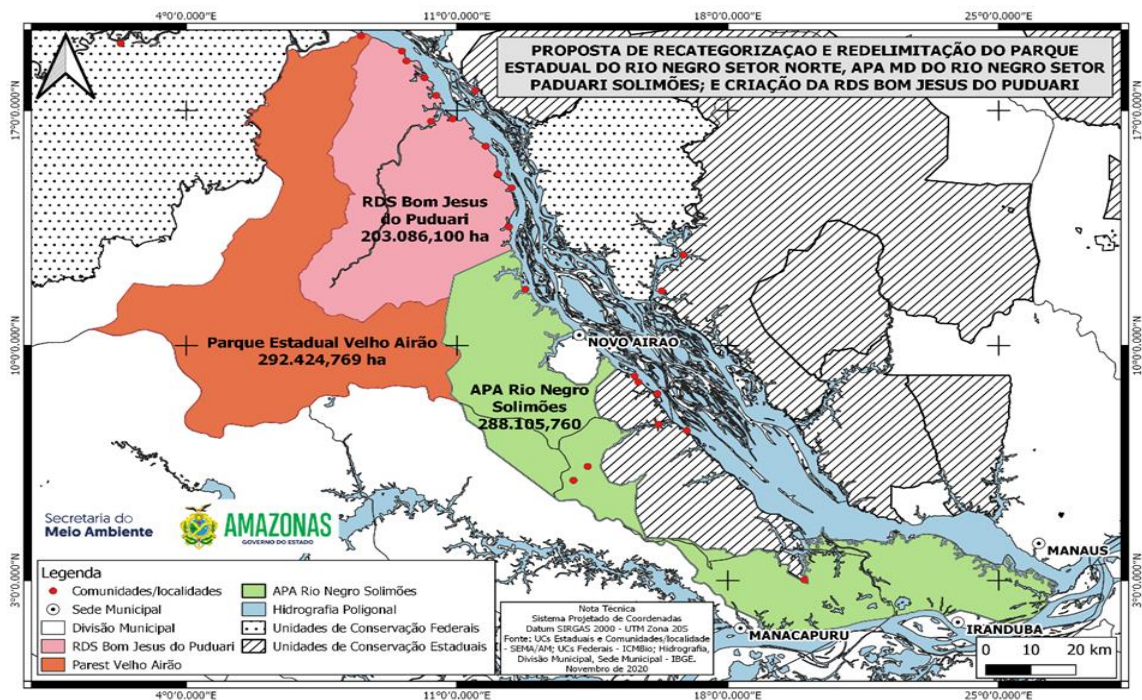 4°0'0.000"N 11°0'0.000"N 18°0'0.000"N 25°0'0.000"N
PROPOSTA DE RECATEGORIZAÇAO E REDELIMITAÇÃO DO PARQUE
ESTADUAL DO RIO NEGRO SETOR NORTE, APA MD DO RIO NEGRO SETOR
PADUARI SOLIMÕES; E CRIAÇÃO DA RDS BOM JESUS DO PUDUARI
17°0'0.000"N 17°0'0.000"N
RDS Bom Jesus
do Puduari
203.086,100 ha
Parque Estadual Velho Airão
292.424,769 ha
NOVO AIRAO
10°0'0.000"N 10°0'0.000"N
APA Rio Negro
Solimões
288.105,760
Secretaria do
Meio Ambiente
AMAZONAS
GOVERNO DO ESTADO
MANAUS
3°0'0.000"N 3°0'0.000"N
Legenda
Comunidades/localidades
Sede Municipal
Divisão Municipal
RDS Bom Jesus do Puduari
Parest Velho Airão
APA Rio Negro Solimões
Hidrografia Poligonal
Unidades de Conservação Federais
Unidades de Conservação Estaduais
Nota Técnica
Sistema Projetado de Coordenadas
Datum SIRGAS 2000 - UTM Zona 20S
Fonte: UCs Estaduais e Comunidades/localidade
- SEMA/AM; UCs Federais - ICMBio; Hidrografia,
Divisão Municipal, Sede Municipal - IBGE.
Novembro de 2020
MANACAPURU
IRANDUBA
0 10 20 km
4°0'0.000"N 11°0'0.000"N 18°0'0.000"N 25°0'0.000"N